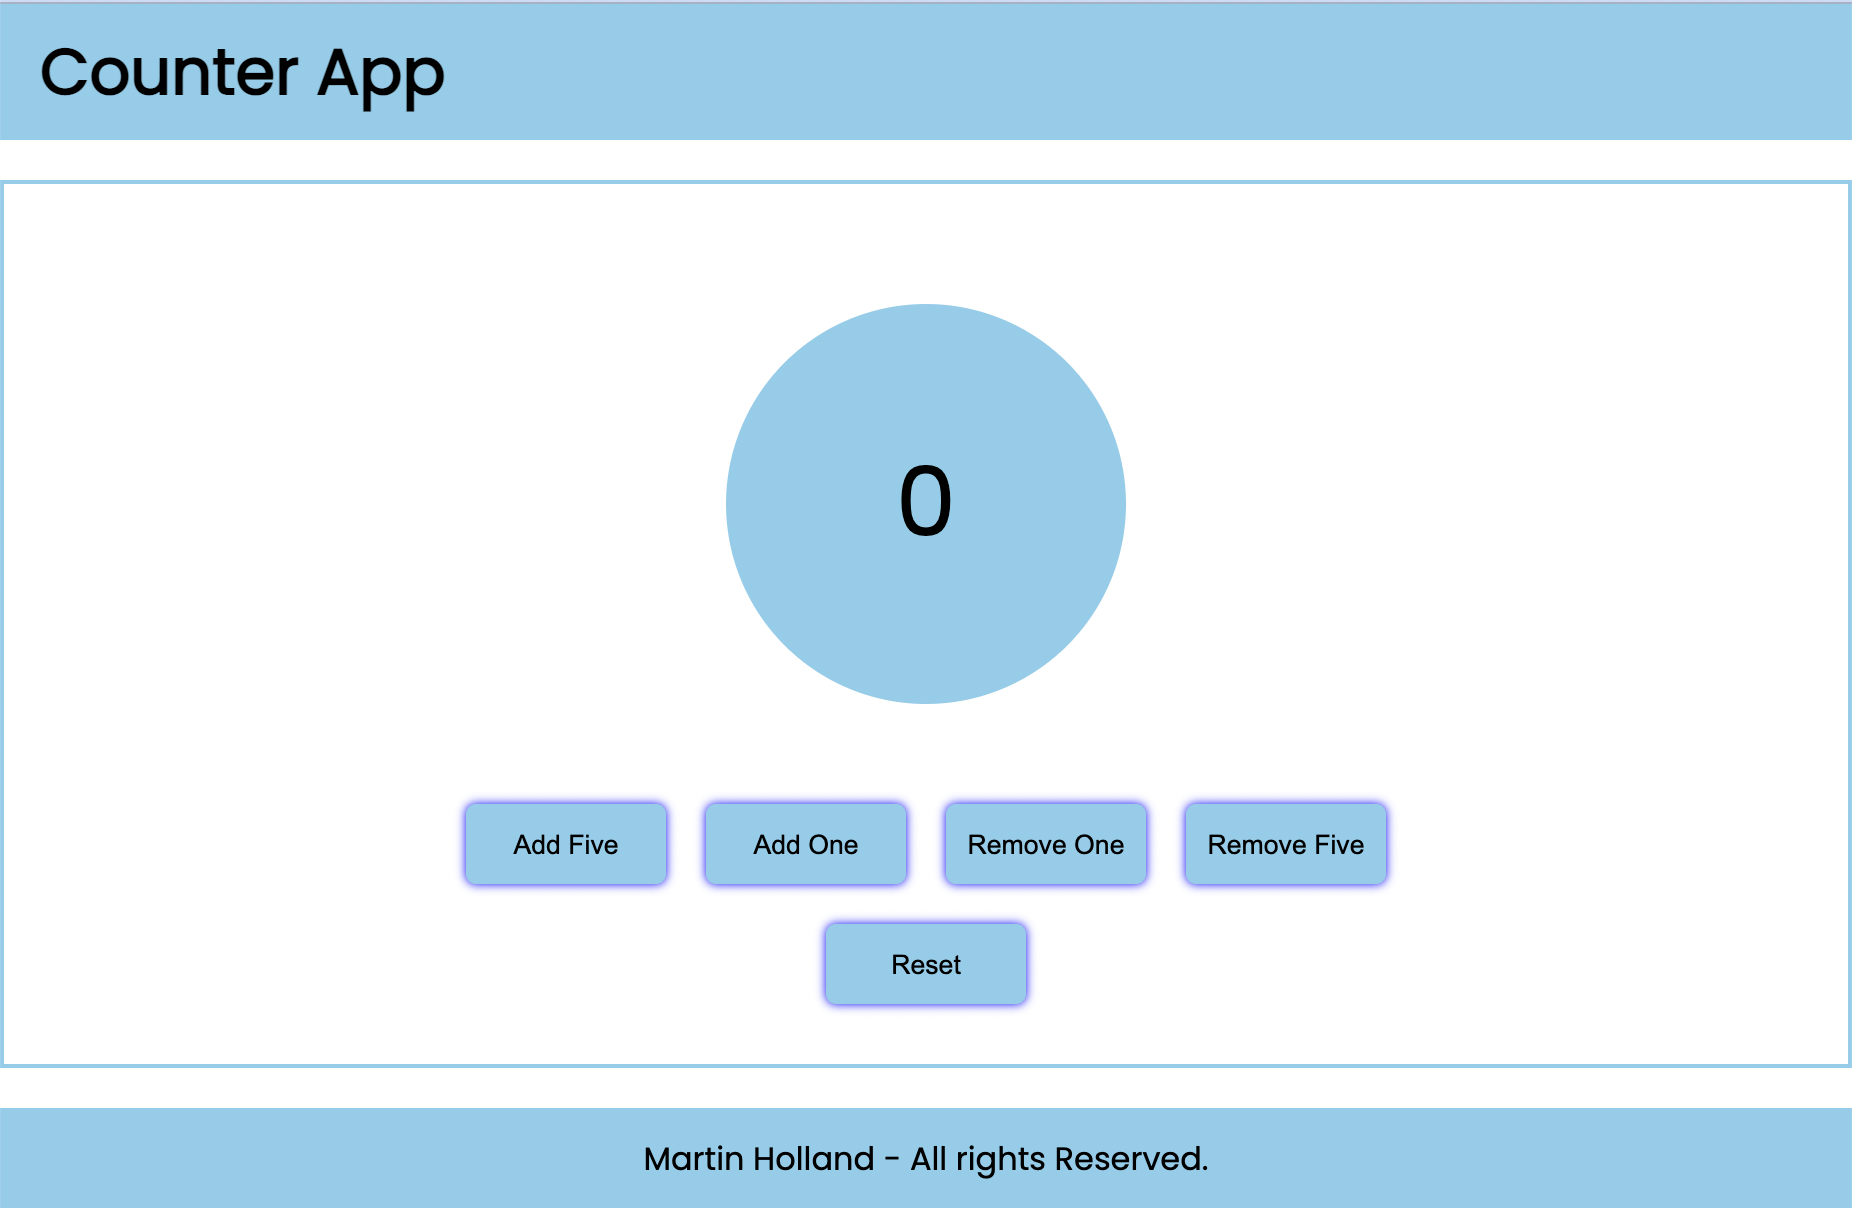 Counter App
0
Add Five
Add One
Remove One
Remove Five
Reset
Martin Holland - All rights Reserved.